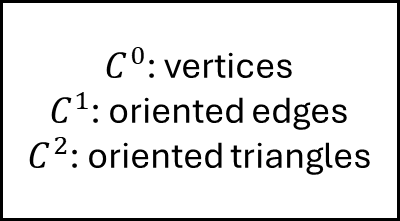 C⁰: vertices
C¹: oriented edges
C²: oriented triangles